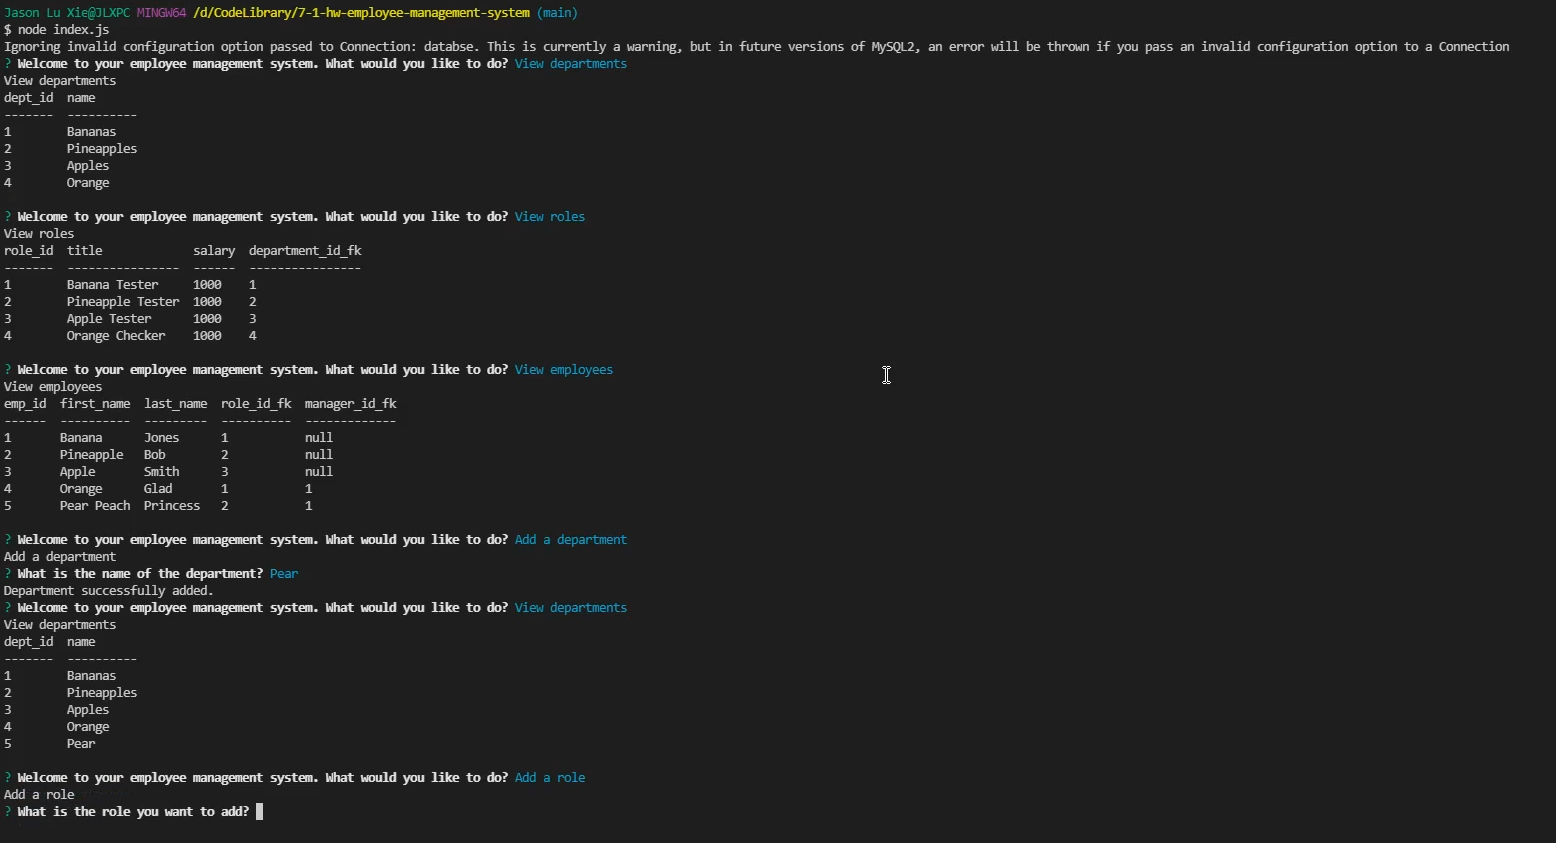 Jason Lu Xie@JLXPC MINGW64 /d/CodeLibrary/7-1-hw-employee-management-system (main)
$ node index.js
Ignoring invalid configuration option passed to Connection: databse. This is currently a warning, but in future versions of MySQL2, an error will be thrown if you pass an invalid configuration option to a Connection
? Welcome to your employee management system. What would you like to do? View departments
View departments
dept_id  name
-------  ----------
1        Bananas
2        Pineapples
3        Apples
4        Orange
? Welcome to your employee management system. What would you like to do? View roles
View roles
role_id  title             salary  department_id_fk
-------  ----------------  ------  ----------------
1        Banana Tester     1000    1
2        Pineapple Tester  1000    2
3        Apple Tester      1000    3
4        Orange Checker    1000    4
? Welcome to your employee management system. What would you like to do? View employees
View employees
emp_id  first_name  last_name  role_id_fk  manager_id_fk
------  ----------  ---------  ----------  -------------
1       Banana      Jones      1           null
2       Pineapple   Bob        2           null
3       Apple       Smith      3           null
4       Orange      Glad       1           1
5       Pear Peach  Princess   2           1
? Welcome to your employee management system. What would you like to do? Add a department
Add a department
? What is the name of the department? Pear
Department successfully added.
? Welcome to your employee management system. What would you like to do? View departments
View departments
dept_id  name
-------  ----------
1        Bananas
2        Pineapples
3        Apples
4        Orange
5        Pear
? Welcome to your employee management system. What would you like to do? Add a role
Add a role
? What is the role you want to add?